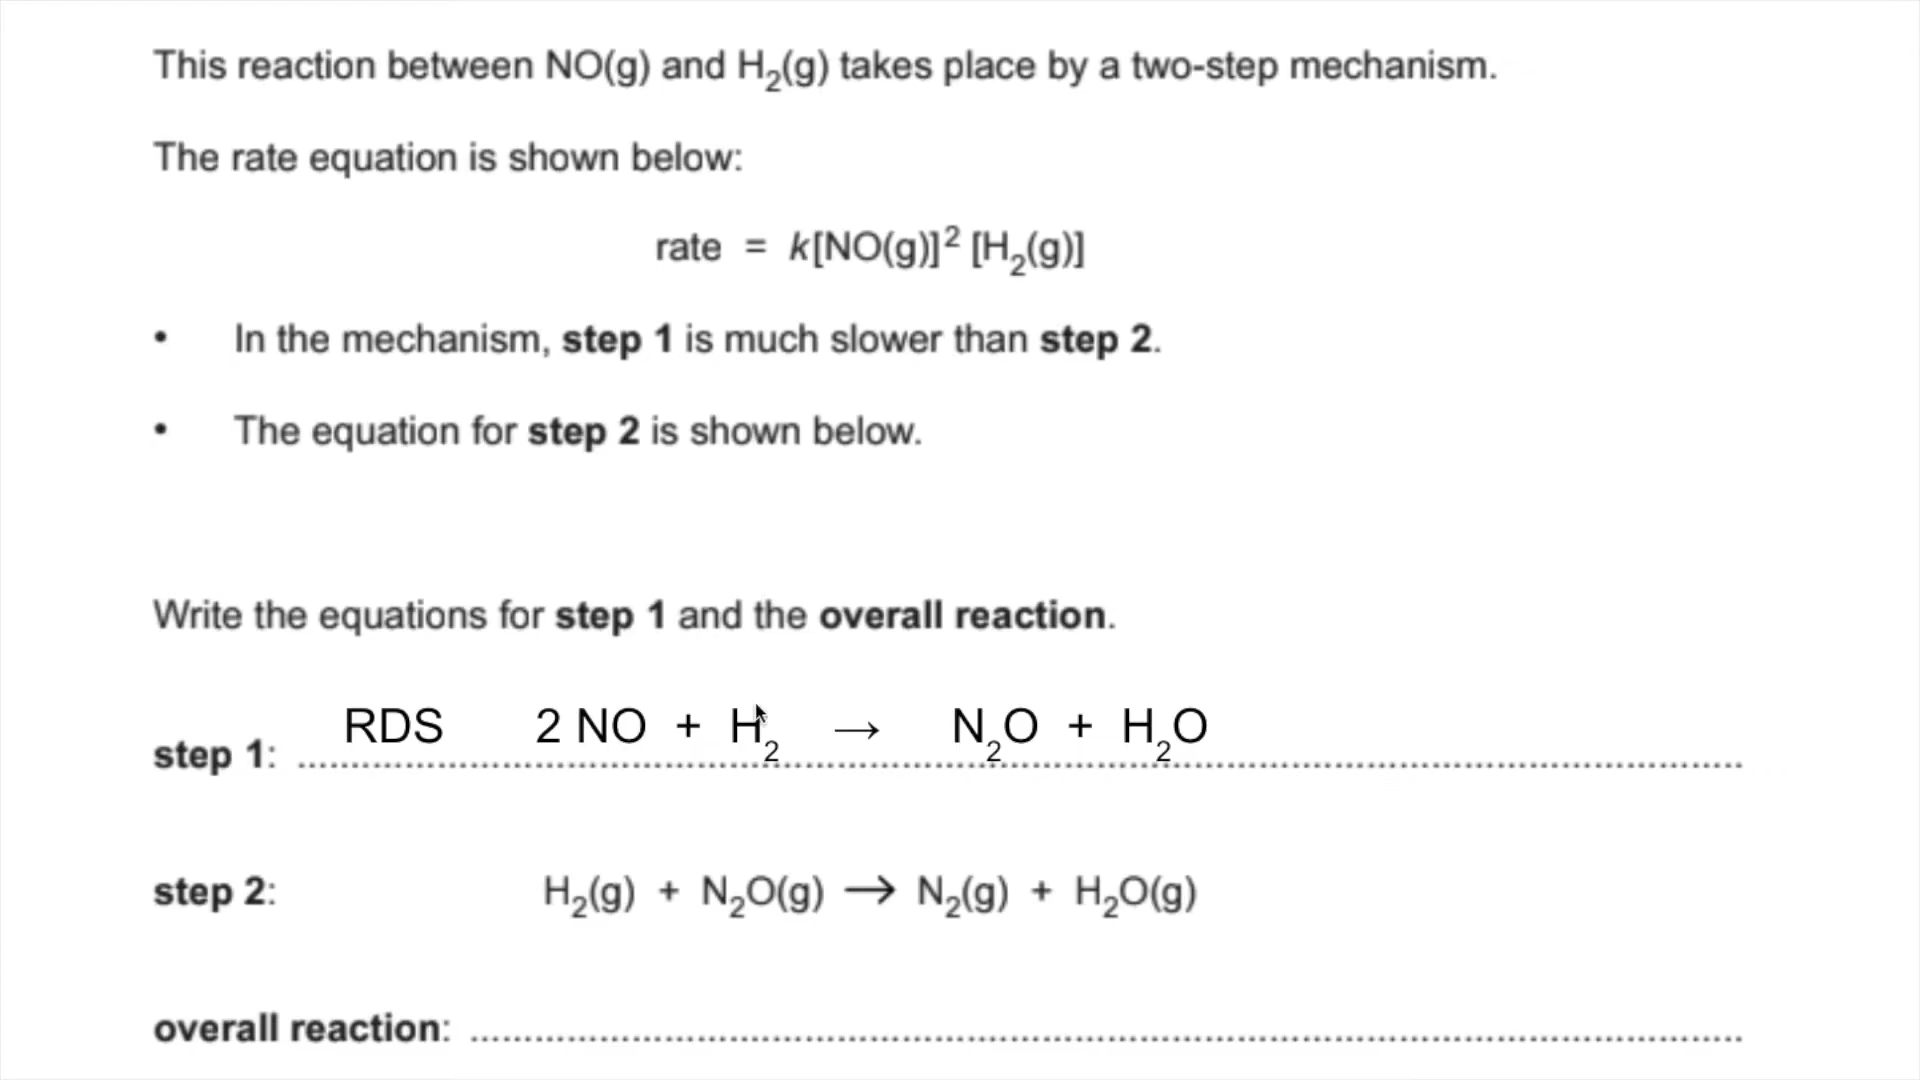 This reaction between NO(g) and H₂(g) takes place by a two-step mechanism.
The rate equation is shown below:
rate = k[NO(g)]² [H₂(g)]
• In the mechanism, step 1 is much slower than step 2.
• The equation for step 2 is shown below.
Write the equations for step 1 and the overall reaction.
step 1: RDS 2 NO + H₂ → N₂O + H₂O
step 2: H₂(g) + N₂O(g) → N₂(g) + H₂O(g)
overall reaction: